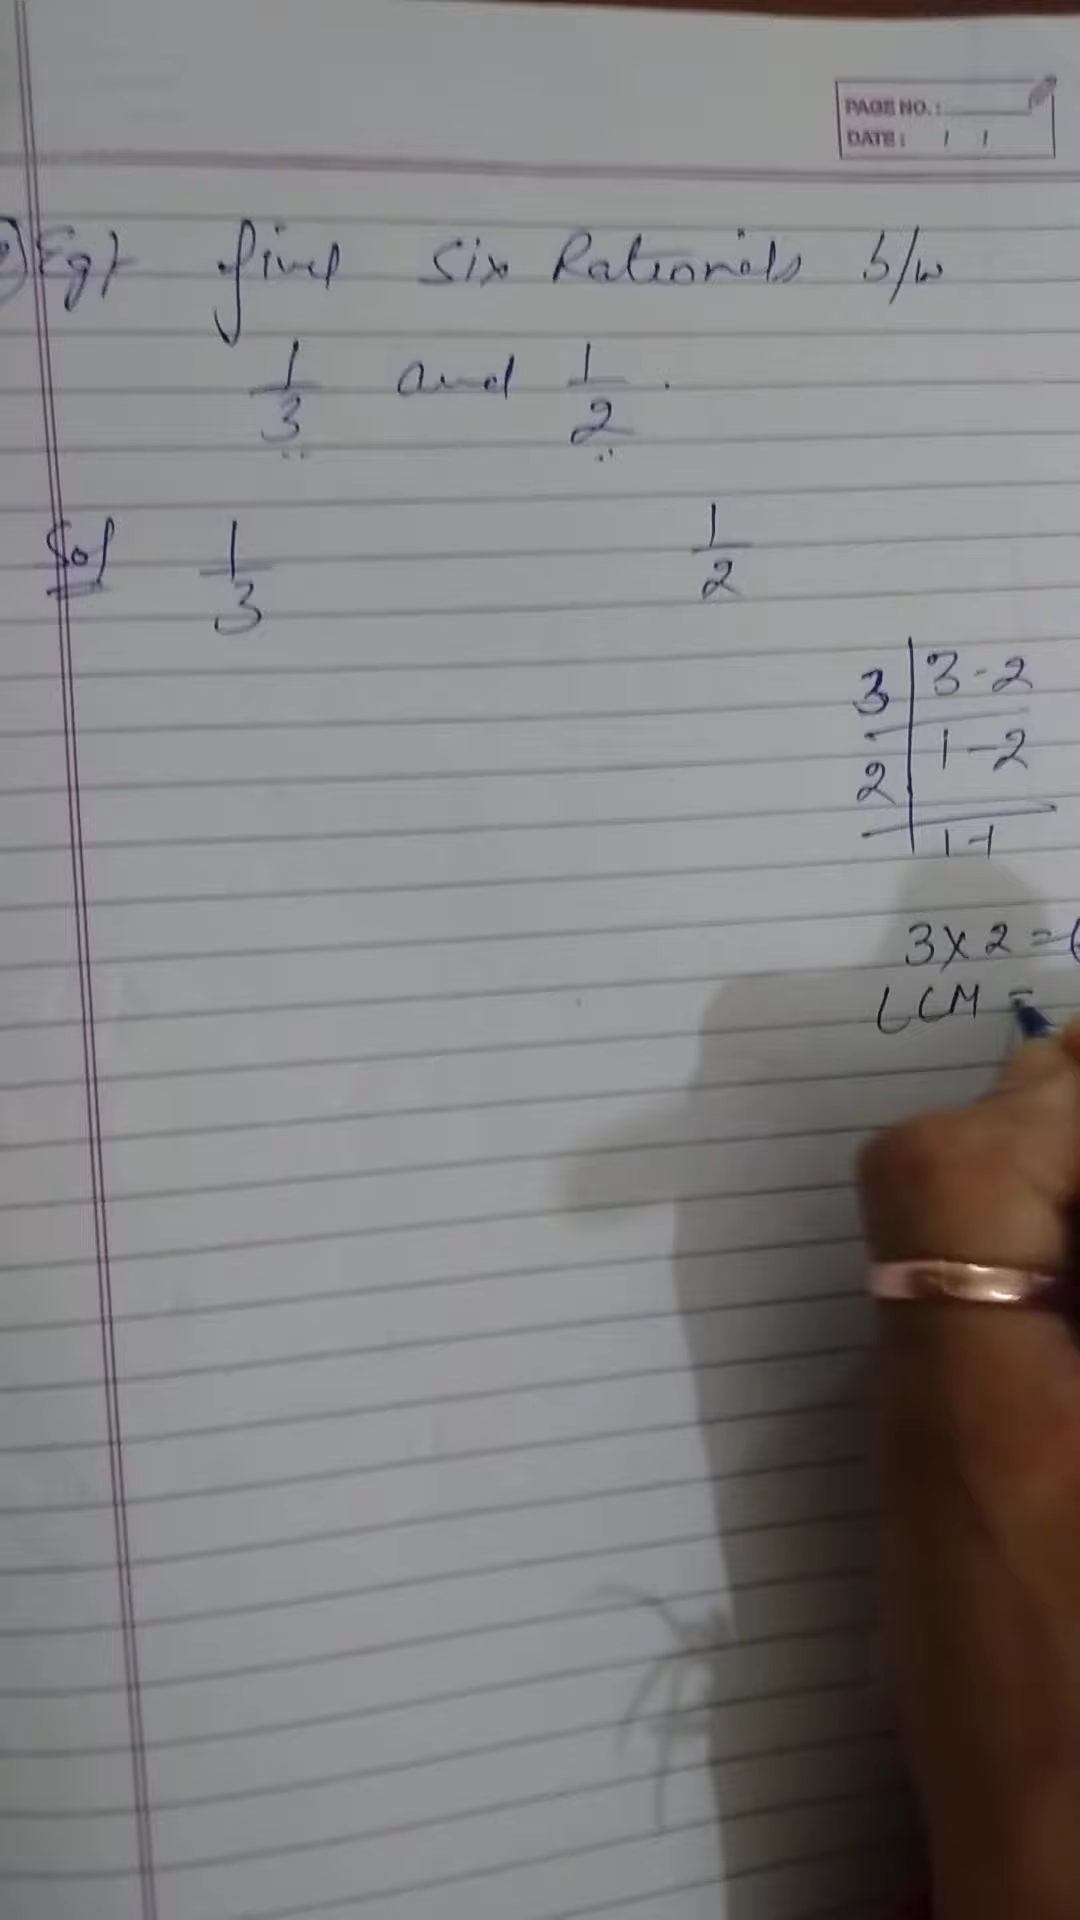 PAGE NO.:
DATE: / /
Eg) find six Rationals b/w
1/3 and 1/2.
Sol 1/3 1/2
3 | 3-2
2 | 1-2
1-1
3x2=
LCM =